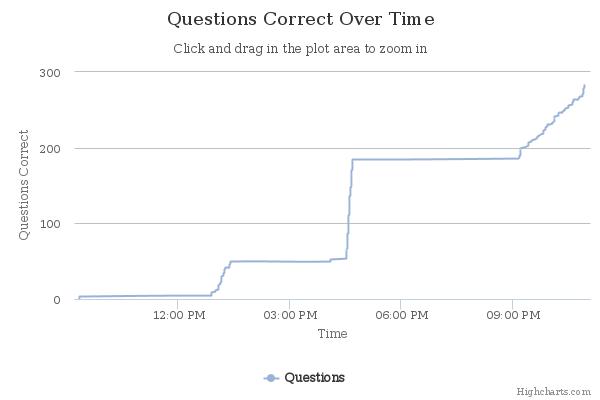 Questions Correct Over Time
Click and drag in the plot area to zoom in
Questions Correct
300
200
100
0
12:00 PM 03:00 PM 06:00 PM 09:00 PM
Time
Questions
Highcharts.com